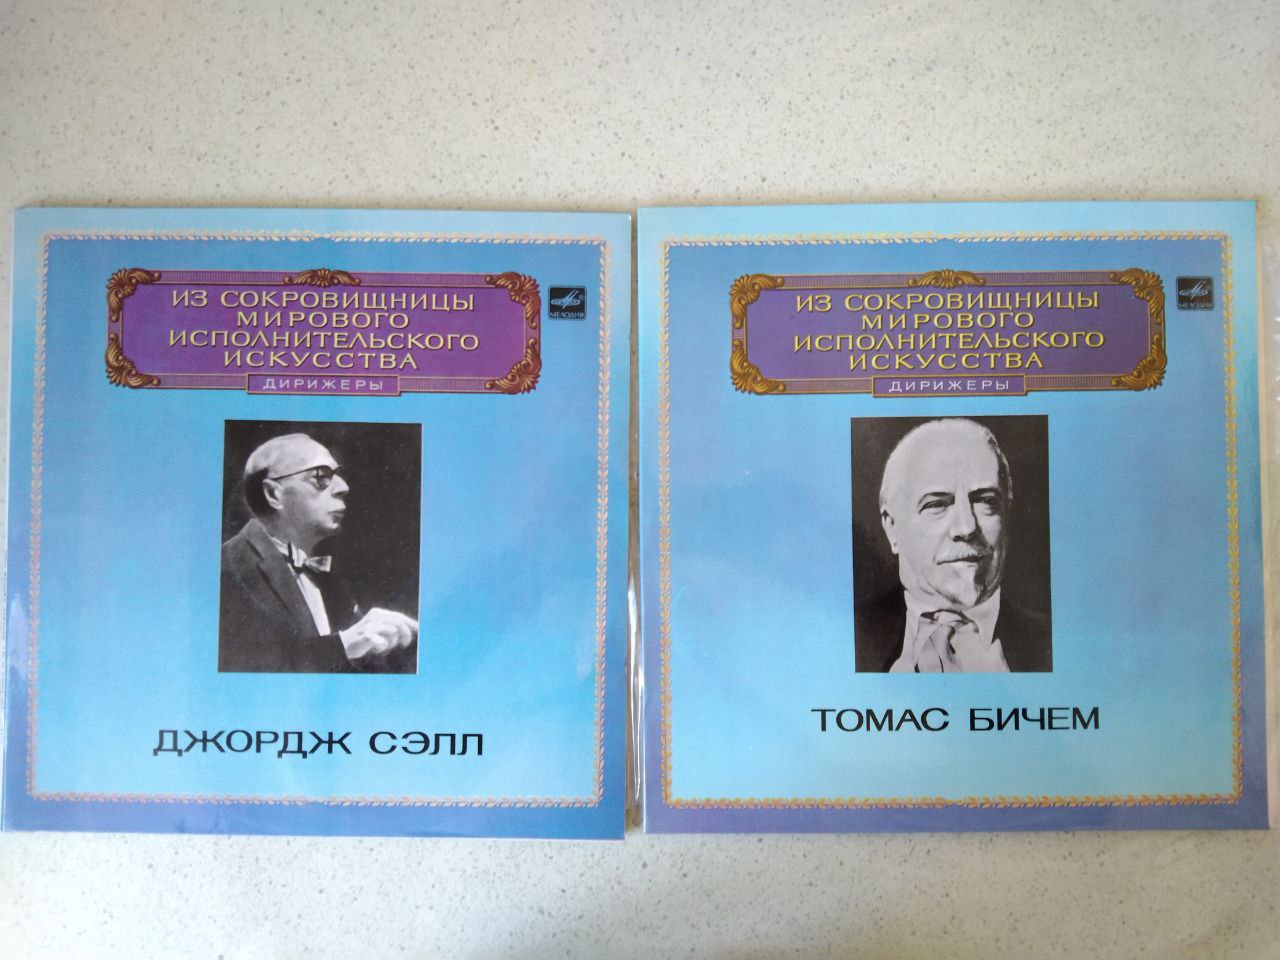 ИЗ СОКРОВИЩНИЦЫ
МИРОВОГО
ИСПОЛНИТЕЛЬСКОГО
ИСКУССТВА
ДИРИЖЕРЫ
МЕЛОДИЯ
ДЖОРДЖ СЭЛЛ
ИЗ СОКРОВИЩНИЦЫ
МИРОВОГО
ИСПОЛНИТЕЛЬСКОГО
ИСКУССТВА
ДИРИЖЕРЫ
МЕЛОДИЯ
ТОМАС БИЧЕМ